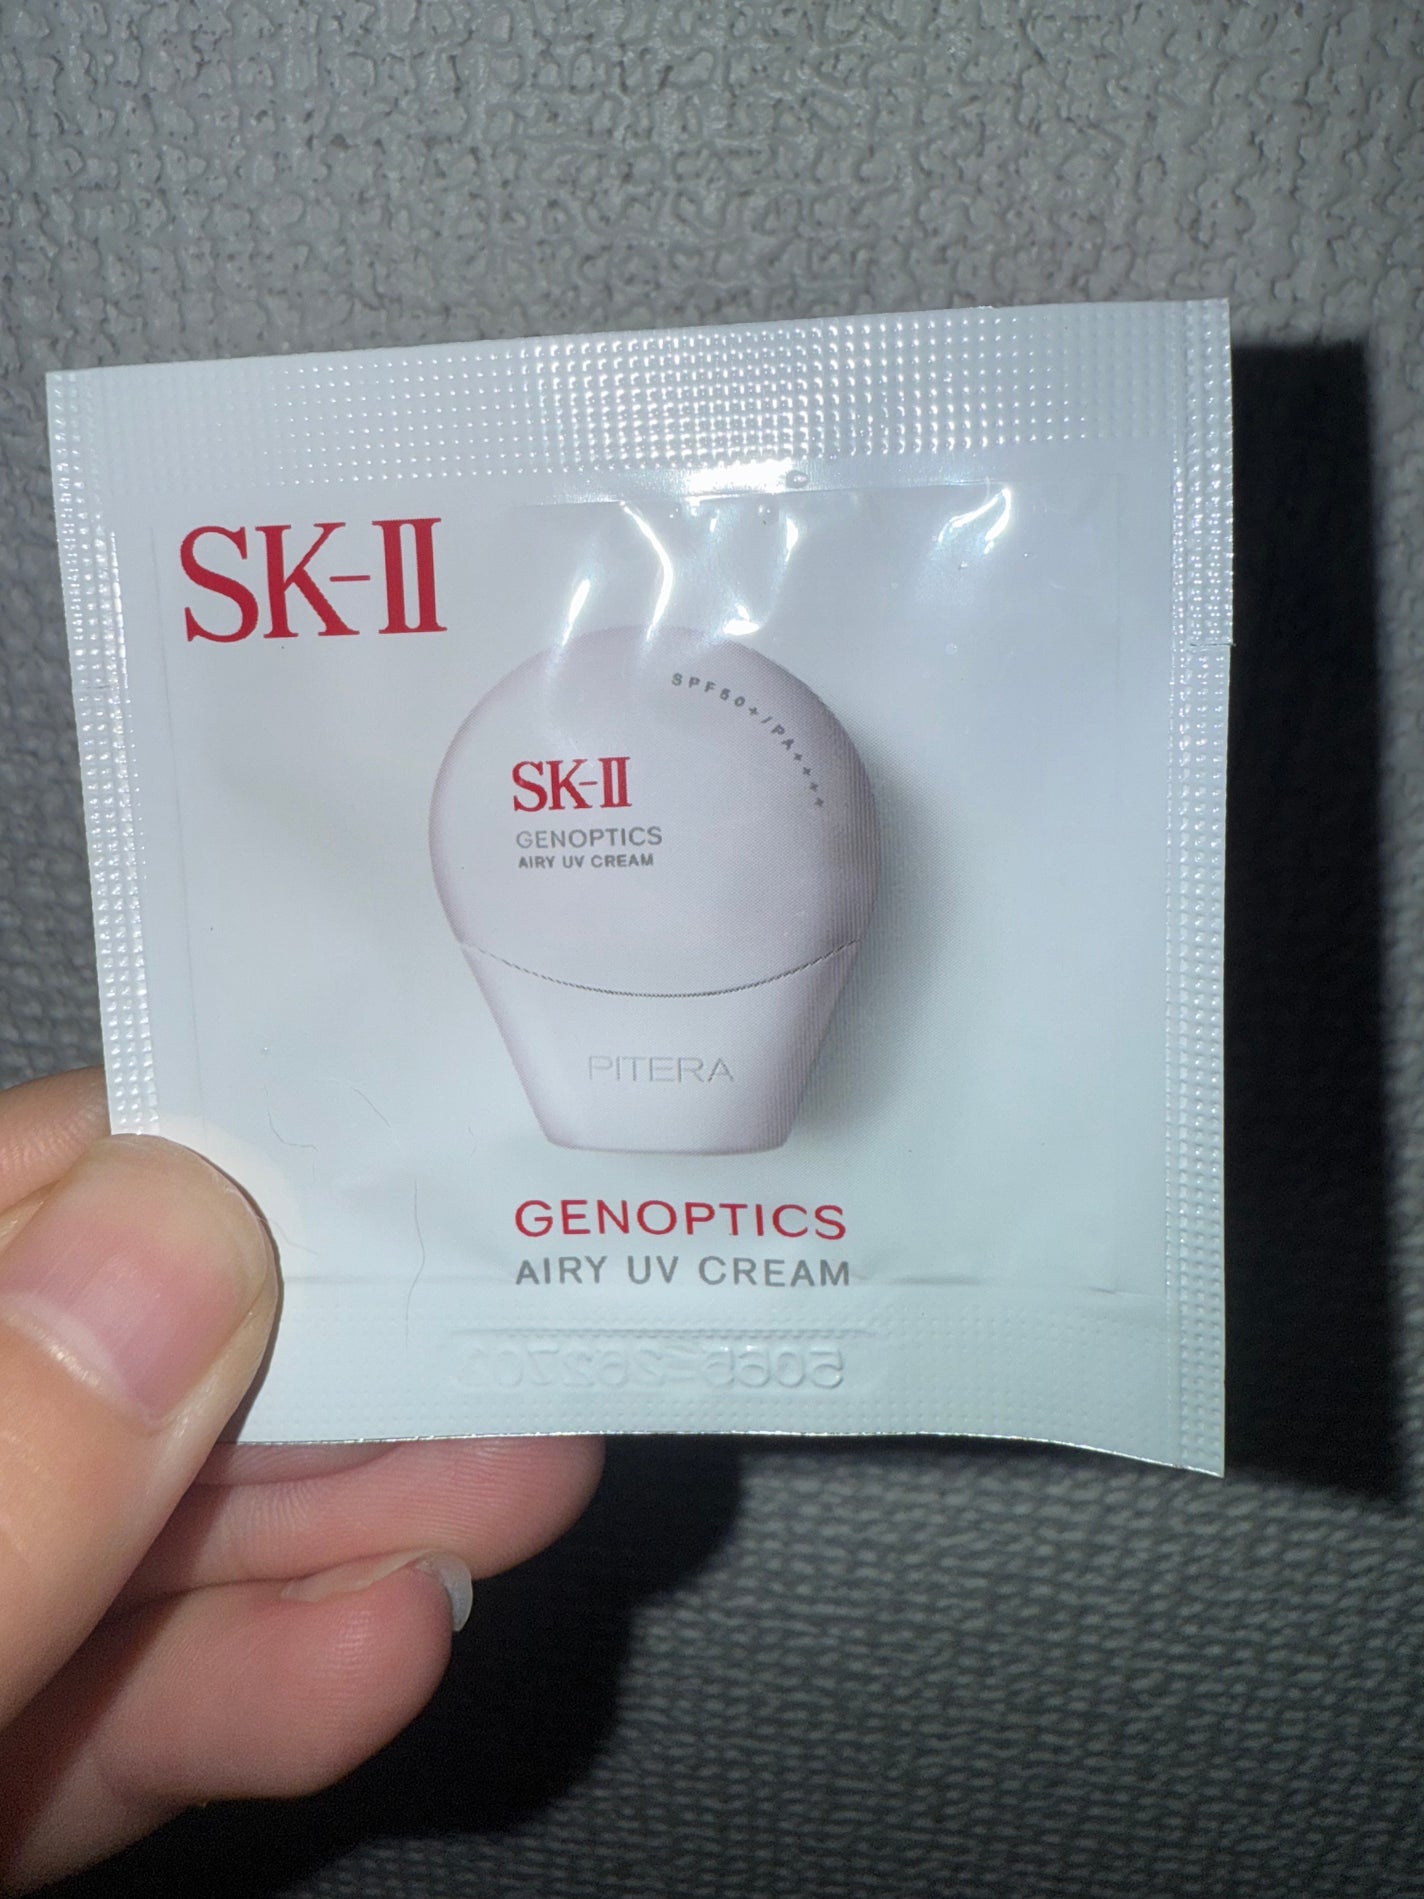 SK-II
SPF50+/PA++++
SK-II
GENOPTICS
AIRY UV CREAM
PITERA
GENOPTICS
AIRY UV CREAM